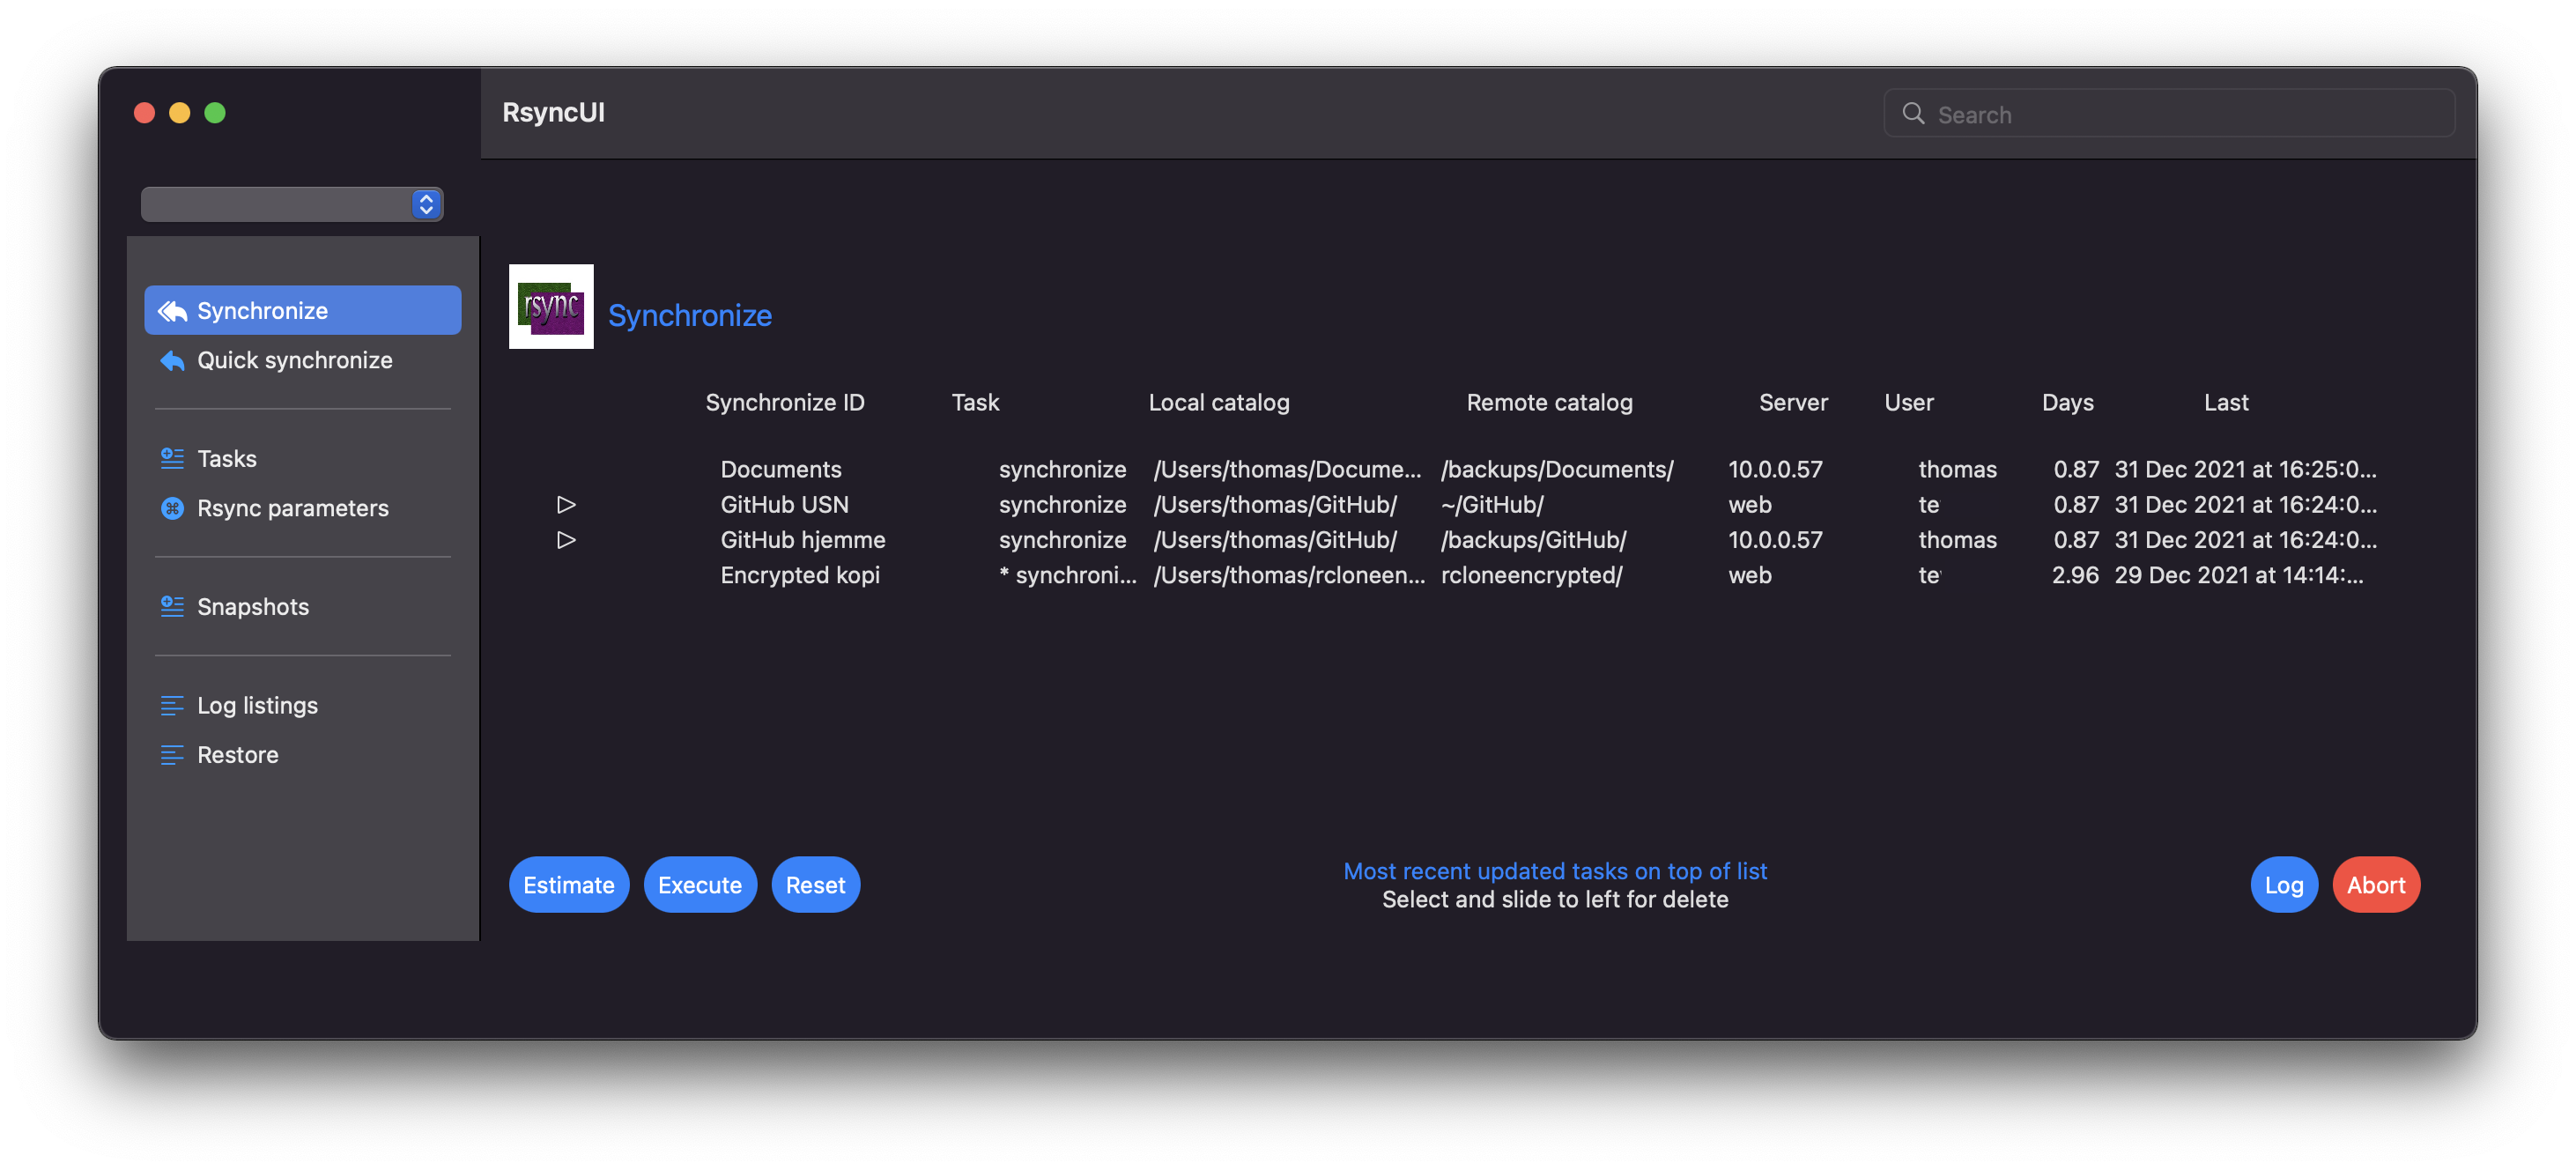 RsyncUI
Search
Synchronize
Quick synchronize
Tasks
Rsync parameters
Snapshots
Log listings
Restore
rsync
Synchronize
Synchronize ID Task Local catalog Remote catalog Server User Days Last
Documents synchronize /Users/thomas/Docume... /backups/Documents/ 10.0.0.57 thomas 0.87 31 Dec 2021 at 16:25:0...
GitHub USN synchronize /Users/thomas/GitHub/ ~/GitHub/ web te 0.87 31 Dec 2021 at 16:24:0...
GitHub hjemme synchronize /Users/thomas/GitHub/ /backups/GitHub/ 10.0.0.57 thomas 0.87 31 Dec 2021 at 16:24:0...
Encrypted kopi * synchroni... /Users/thomas/rcloneen... rcloneencrypted/ web te 2.96 29 Dec 2021 at 14:14:...
Estimate Execute Reset
Most recent updated tasks on top of list
Select and slide to left for delete
Log Abort